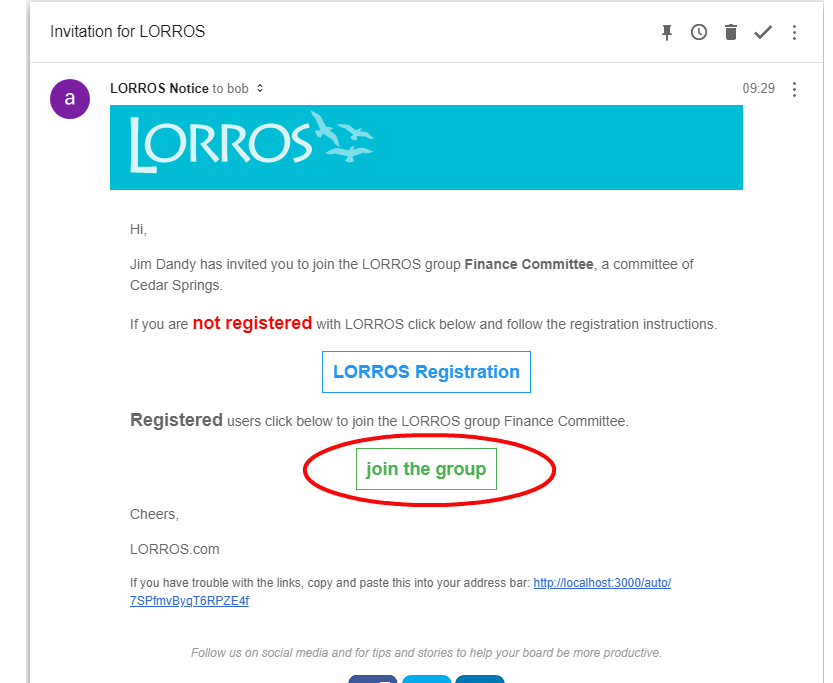 Invitation for LORROS
a
LORROS Notice to bob
09:29
LORROS
Hi,
Jim Dandy has invited you to join the LORROS group Finance Committee, a committee of
Cedar Springs.
If you are not registered with LORROS click below and follow the registration instructions.
LORROS Registration
Registered users click below to join the LORROS group Finance Committee.
join the group
Cheers,
LORROS.com
If you have trouble with the links, copy and paste this into your address bar: http://localhost:3000/auto/
7SPfmvByqT6RPZE4f
Follow us on social media and for tips and stories to help your board be more productive.